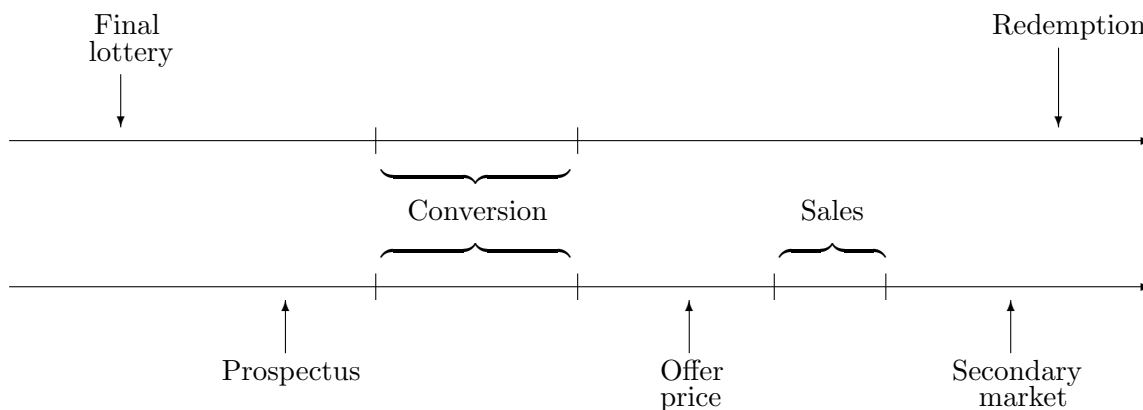 Final
lottery
Redemption
Conversion
Sales
Prospectus
Offer
price
Secondary
market